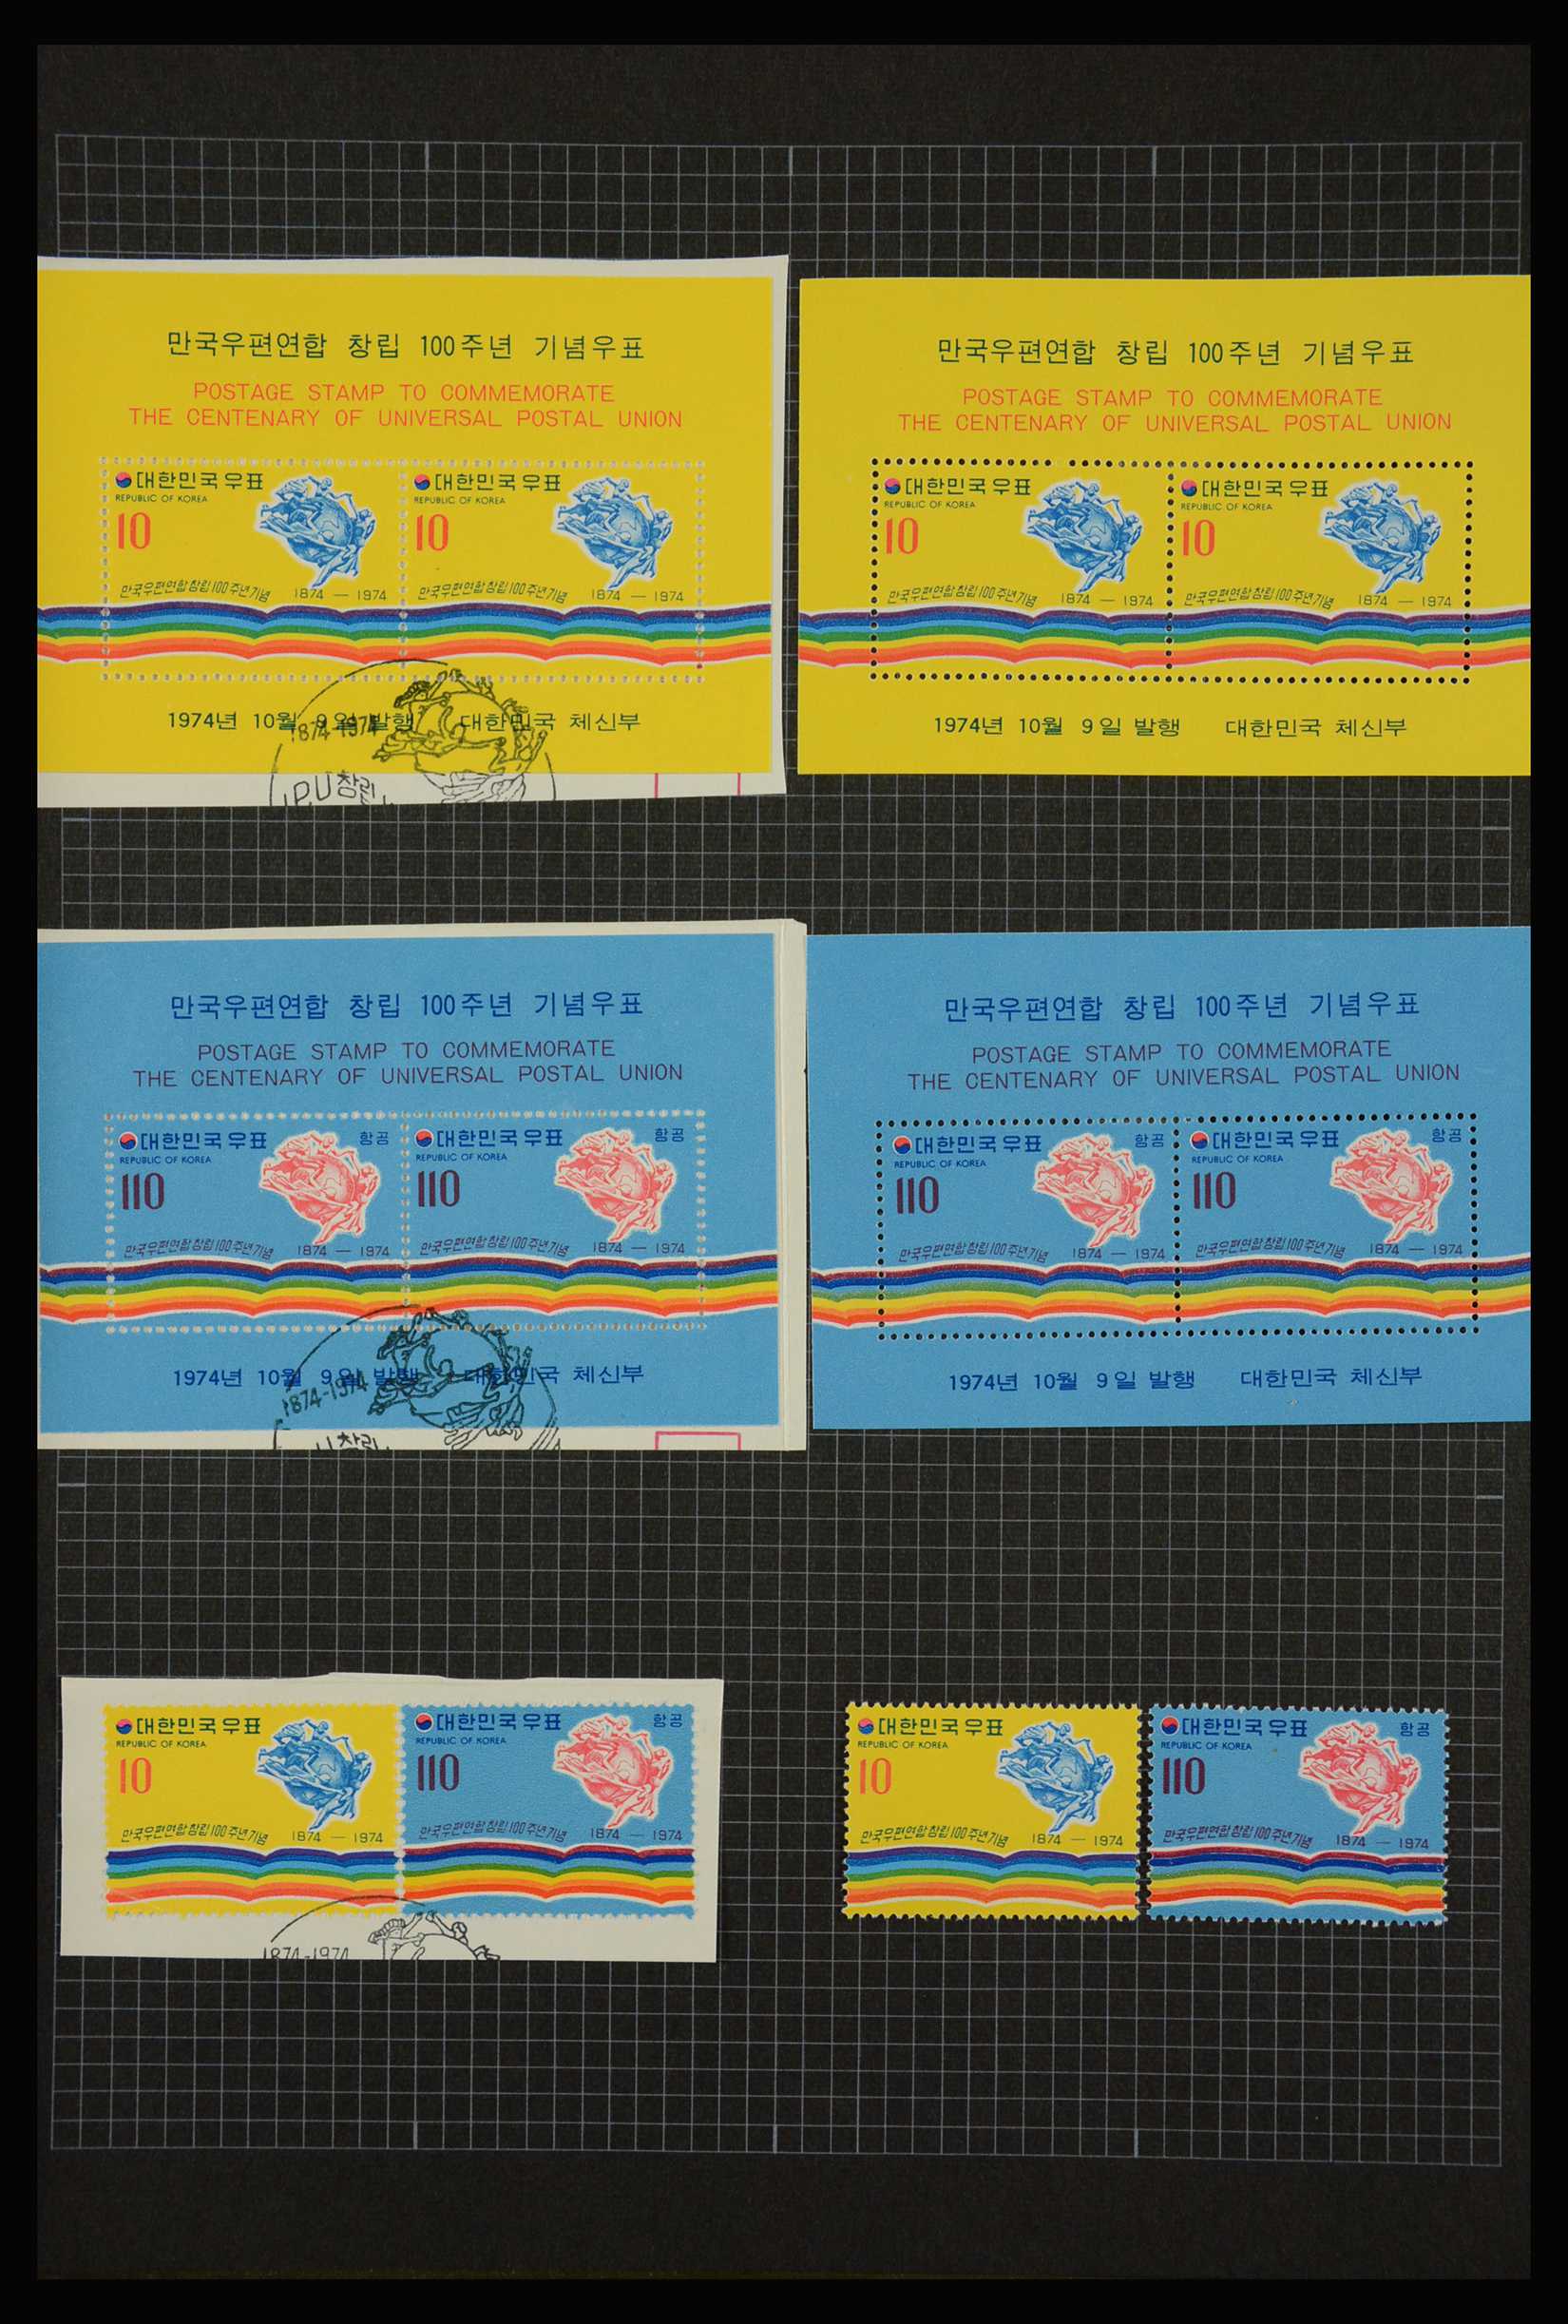 만국우편연합 창립 100주년 기념우표
POSTAGE STAMP TO COMMEMORATE
THE CENTENARY OF UNIVERSAL POSTAL UNION
대한민국우표
REPUBLIC OF KOREA
10
만국우편연합창립100주년기념 1874 — 1974
대한민국우표
REPUBLIC OF KOREA
10
만국우편연합창립100주년기념 1874 — 1974
1974년 10월 9일 발행 대한민국 체신부
1874-1974
창립
만국우편연합 창립 100주년 기념우표
POSTAGE STAMP TO COMMEMORATE
THE CENTENARY OF UNIVERSAL POSTAL UNION
대한민국우표
REPUBLIC OF KOREA
10
만국우편연합창립100주년기념 1874 — 1974
대한민국우표
REPUBLIC OF KOREA
10
만국우편연합창립100주년기념 1874 — 1974
1974년 10월 9일 발행 대한민국 체신부
만국우편연합 창립 100주년 기념우표
POSTAGE STAMP TO COMMEMORATE
THE CENTENARY OF UNIVERSAL POSTAL UNION
대한민국우표 항공
REPUBLIC OF KOREA
110
만국우편연합창립100주년기념 1874 — 1974
대한민국우표 항공
REPUBLIC OF KOREA
110
만국우편연합창립100주년기념 1874 — 1974
1974년 10월 9일 발행 대한민국 체신부
1874-1974
만국우편연합 창립 100주년 기념우표
POSTAGE STAMP TO COMMEMORATE
THE CENTENARY OF UNIVERSAL POSTAL UNION
대한민국우표 항공
REPUBLIC OF KOREA
110
만국우편연합창립100주년기념 1874 — 1974
대한민국우표 항공
REPUBLIC OF KOREA
110
만국우편연합창립100주년기념 1874 — 1974
1974년 10월 9일 발행 대한민국 체신부
대한민국우표
REPUBLIC OF KOREA
10
만국우편연합창립100주년기념 1874 — 1974
대한민국우표 항공
REPUBLIC OF KOREA
110
만국우편연합창립100주년기념 1874 — 1974
1874-1974
대한민국우표
REPUBLIC OF KOREA
10
만국우편연합창립100주년기념 1874 — 1974
대한민국우표 항공
REPUBLIC OF KOREA
110
만국우편연합창립100주년기념 1874 — 1974